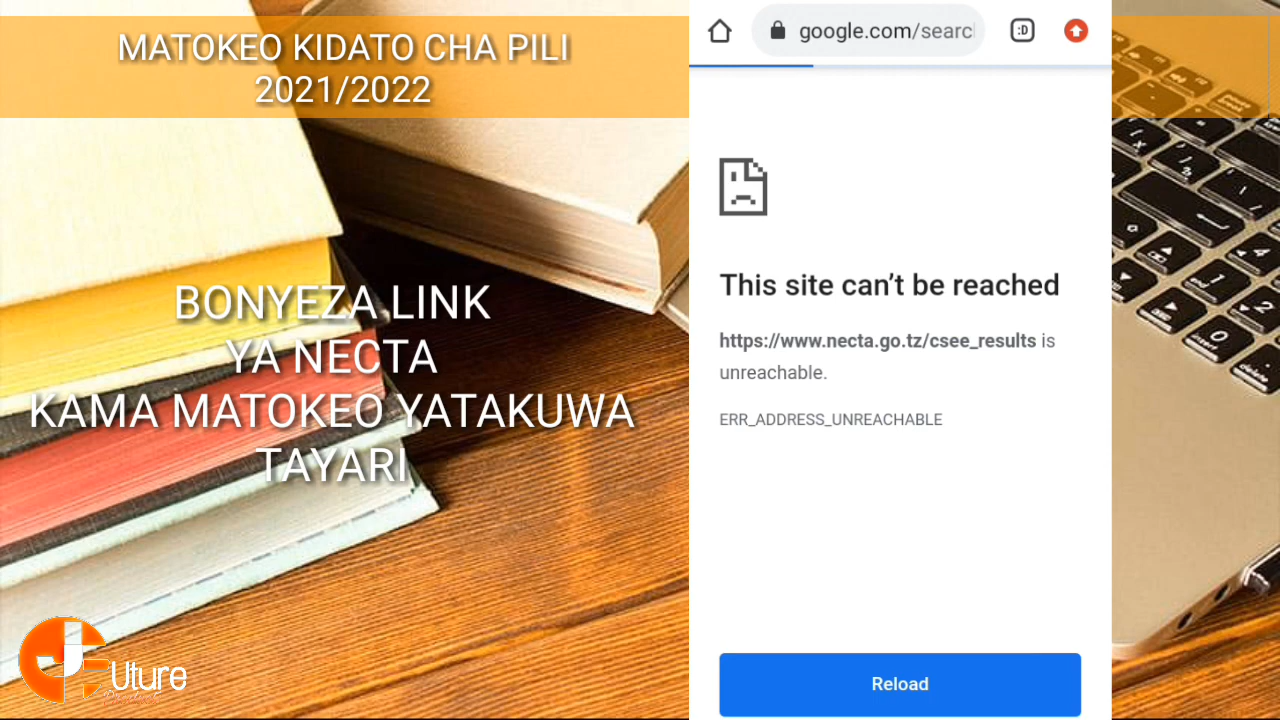 MATOKEO KIDATO CHA PILI
2021/2022
BONYEZA LINK
YA NECTA
KAMA MATOKEO YATAKUWA
TAYARI
Uture
google.com/searc
:D
This site can’t be reached
https://www.necta.go.tz/csee_results is
unreachable.
ERR_ADDRESS_UNREACHABLE
Reload